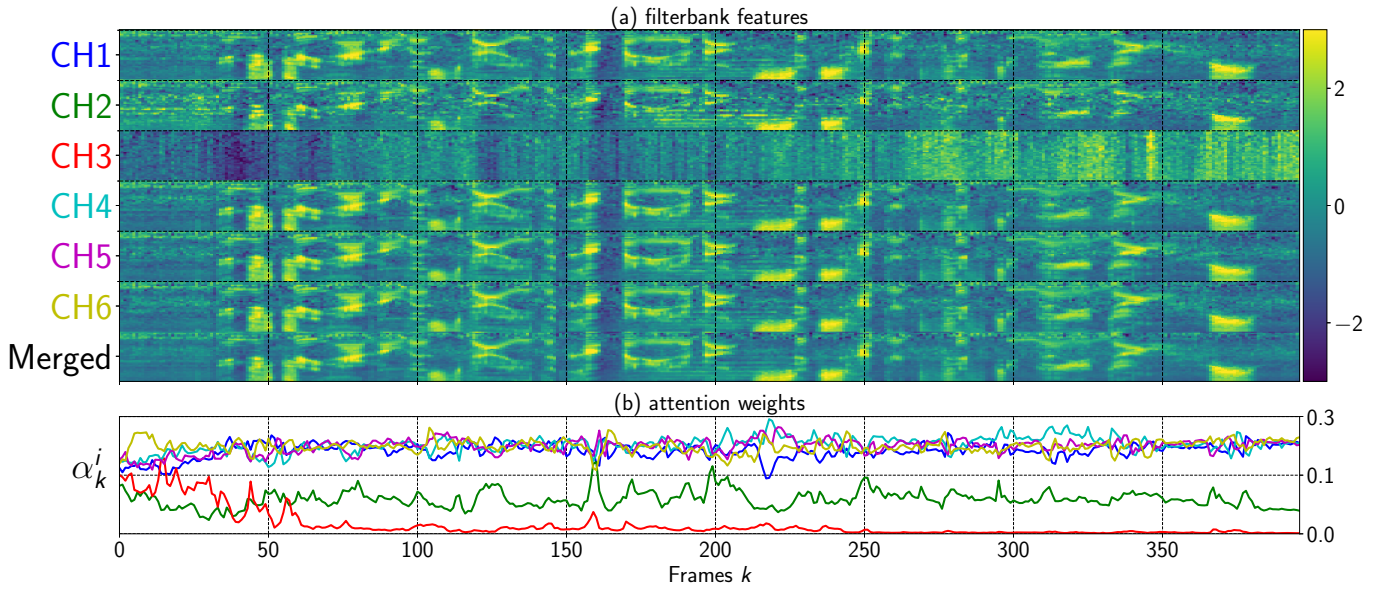 (a) filterbank features
CH1
CH2
CH3
CH4
CH5
CH6
Merged
2
0
−2
(b) attention weights
α_k^i
0.3
0.1
0.0
0 50 100 150 200 250 300 350
Frames k